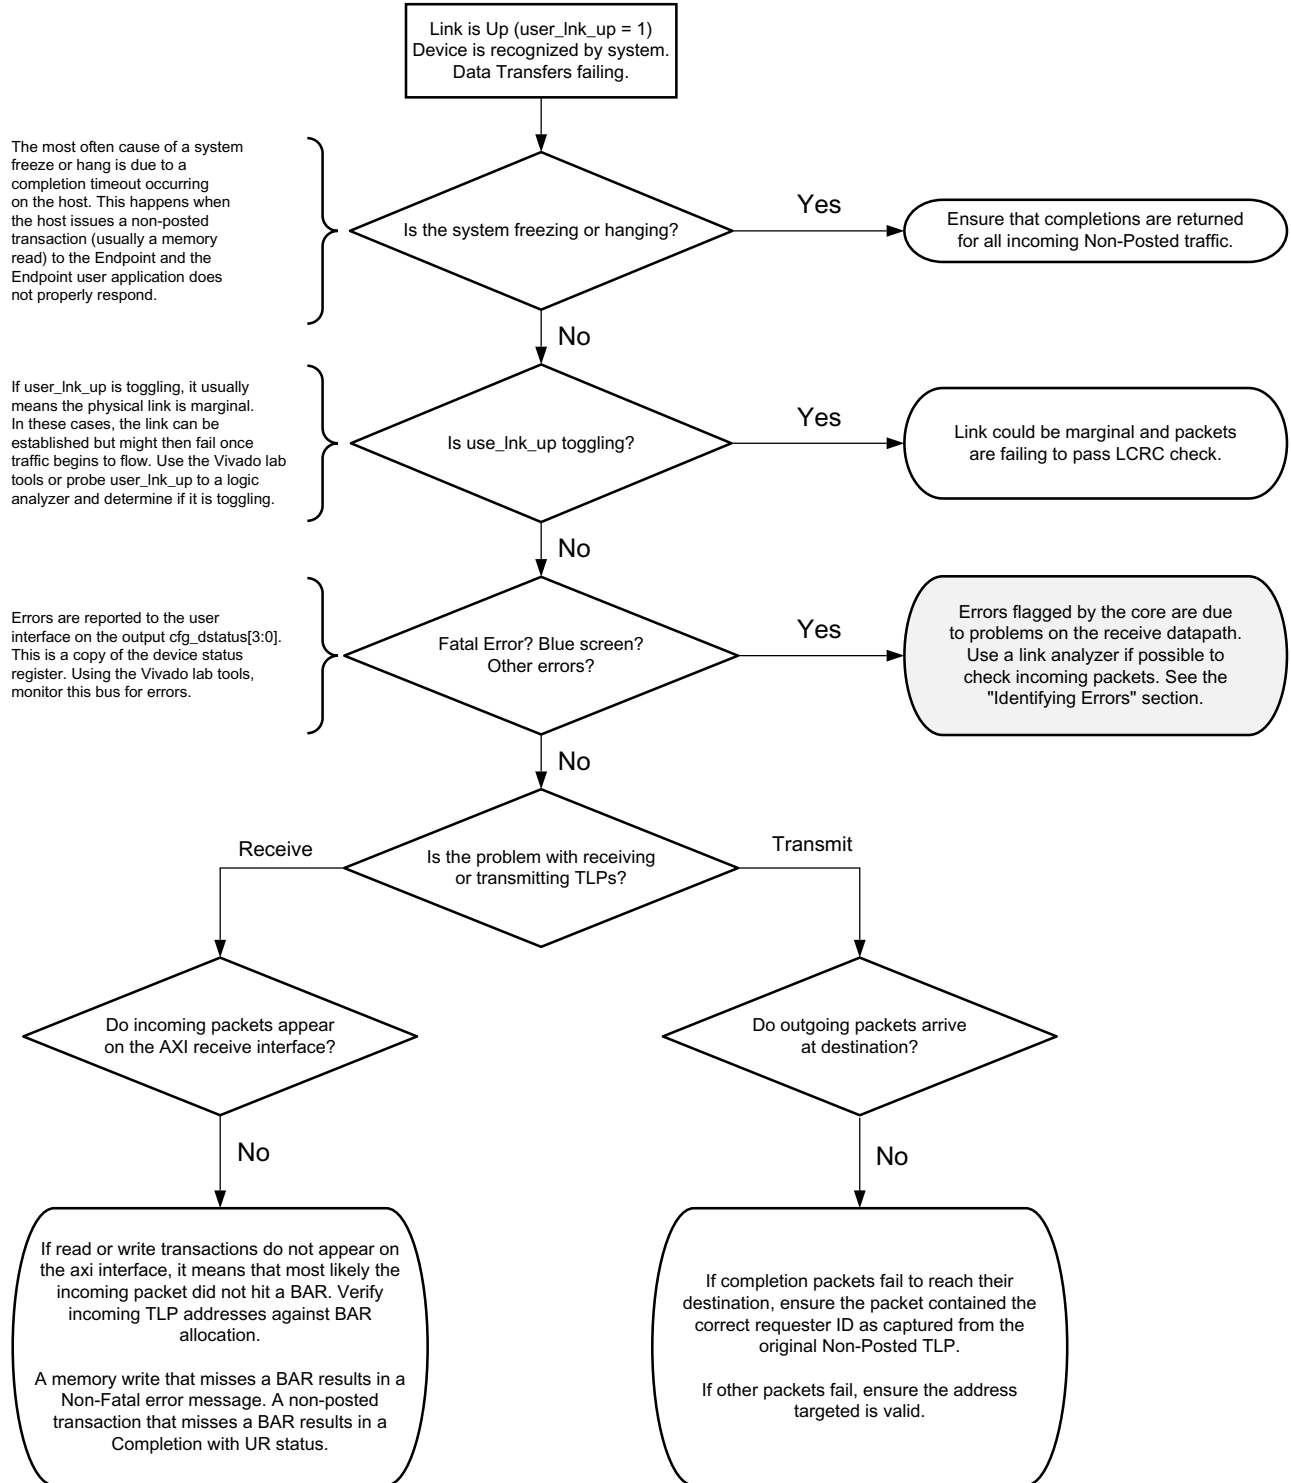 Link is Up (user_lnk_up = 1)
Device is recognized by system.
Data Transfers failing.
The most often cause of a system
freeze or hang is due to a
completion timeout occurring
on the host. This happens when
the host issues a non-posted
transaction (usually a memory
read) to the Endpoint and the
Endpoint user application does
not properly respond.
Is the system freezing or hanging?
Yes
Ensure that completions are returned
for all incoming Non-Posted traffic.
No
If user_lnk_up is toggling, it usually
means the physical link is marginal.
In these cases, the link can be
established but might then fail once
traffic begins to flow. Use the Vivado lab
tools or probe user_lnk_up to a logic
analyzer and determine if it is toggling.
Is use_lnk_up toggling?
Yes
Link could be marginal and packets
are failing to pass LCRC check.
No
Errors are reported to the user
interface on the output cfg_dstatus[3:0].
This is a copy of the device status
register. Using the Vivado lab tools,
monitor this bus for errors.
Fatal Error? Blue screen?
Other errors?
Yes
Errors flagged by the core are due
to problems on the receive datapath.
Use a link analyzer if possible to
check incoming packets. See the
"Identifying Errors" section.
No
Is the problem with receiving
or transmitting TLPs?
Receive
Transmit
Do incoming packets appear
on the AXI receive interface?
Do outgoing packets arrive
at destination?
No
No
If read or write transactions do not appear on
the axi interface, it means that most likely the
incoming packet did not hit a BAR. Verify
incoming TLP addresses against BAR
allocation.
A memory write that misses a BAR results in a
Non-Fatal error message. A non-posted
transaction that misses a BAR results in a
Completion with UR status.
If completion packets fail to reach their
destination, ensure the packet contained the
correct requester ID as captured from the
original Non-Posted TLP.
If other packets fail, ensure the address
targeted is valid.